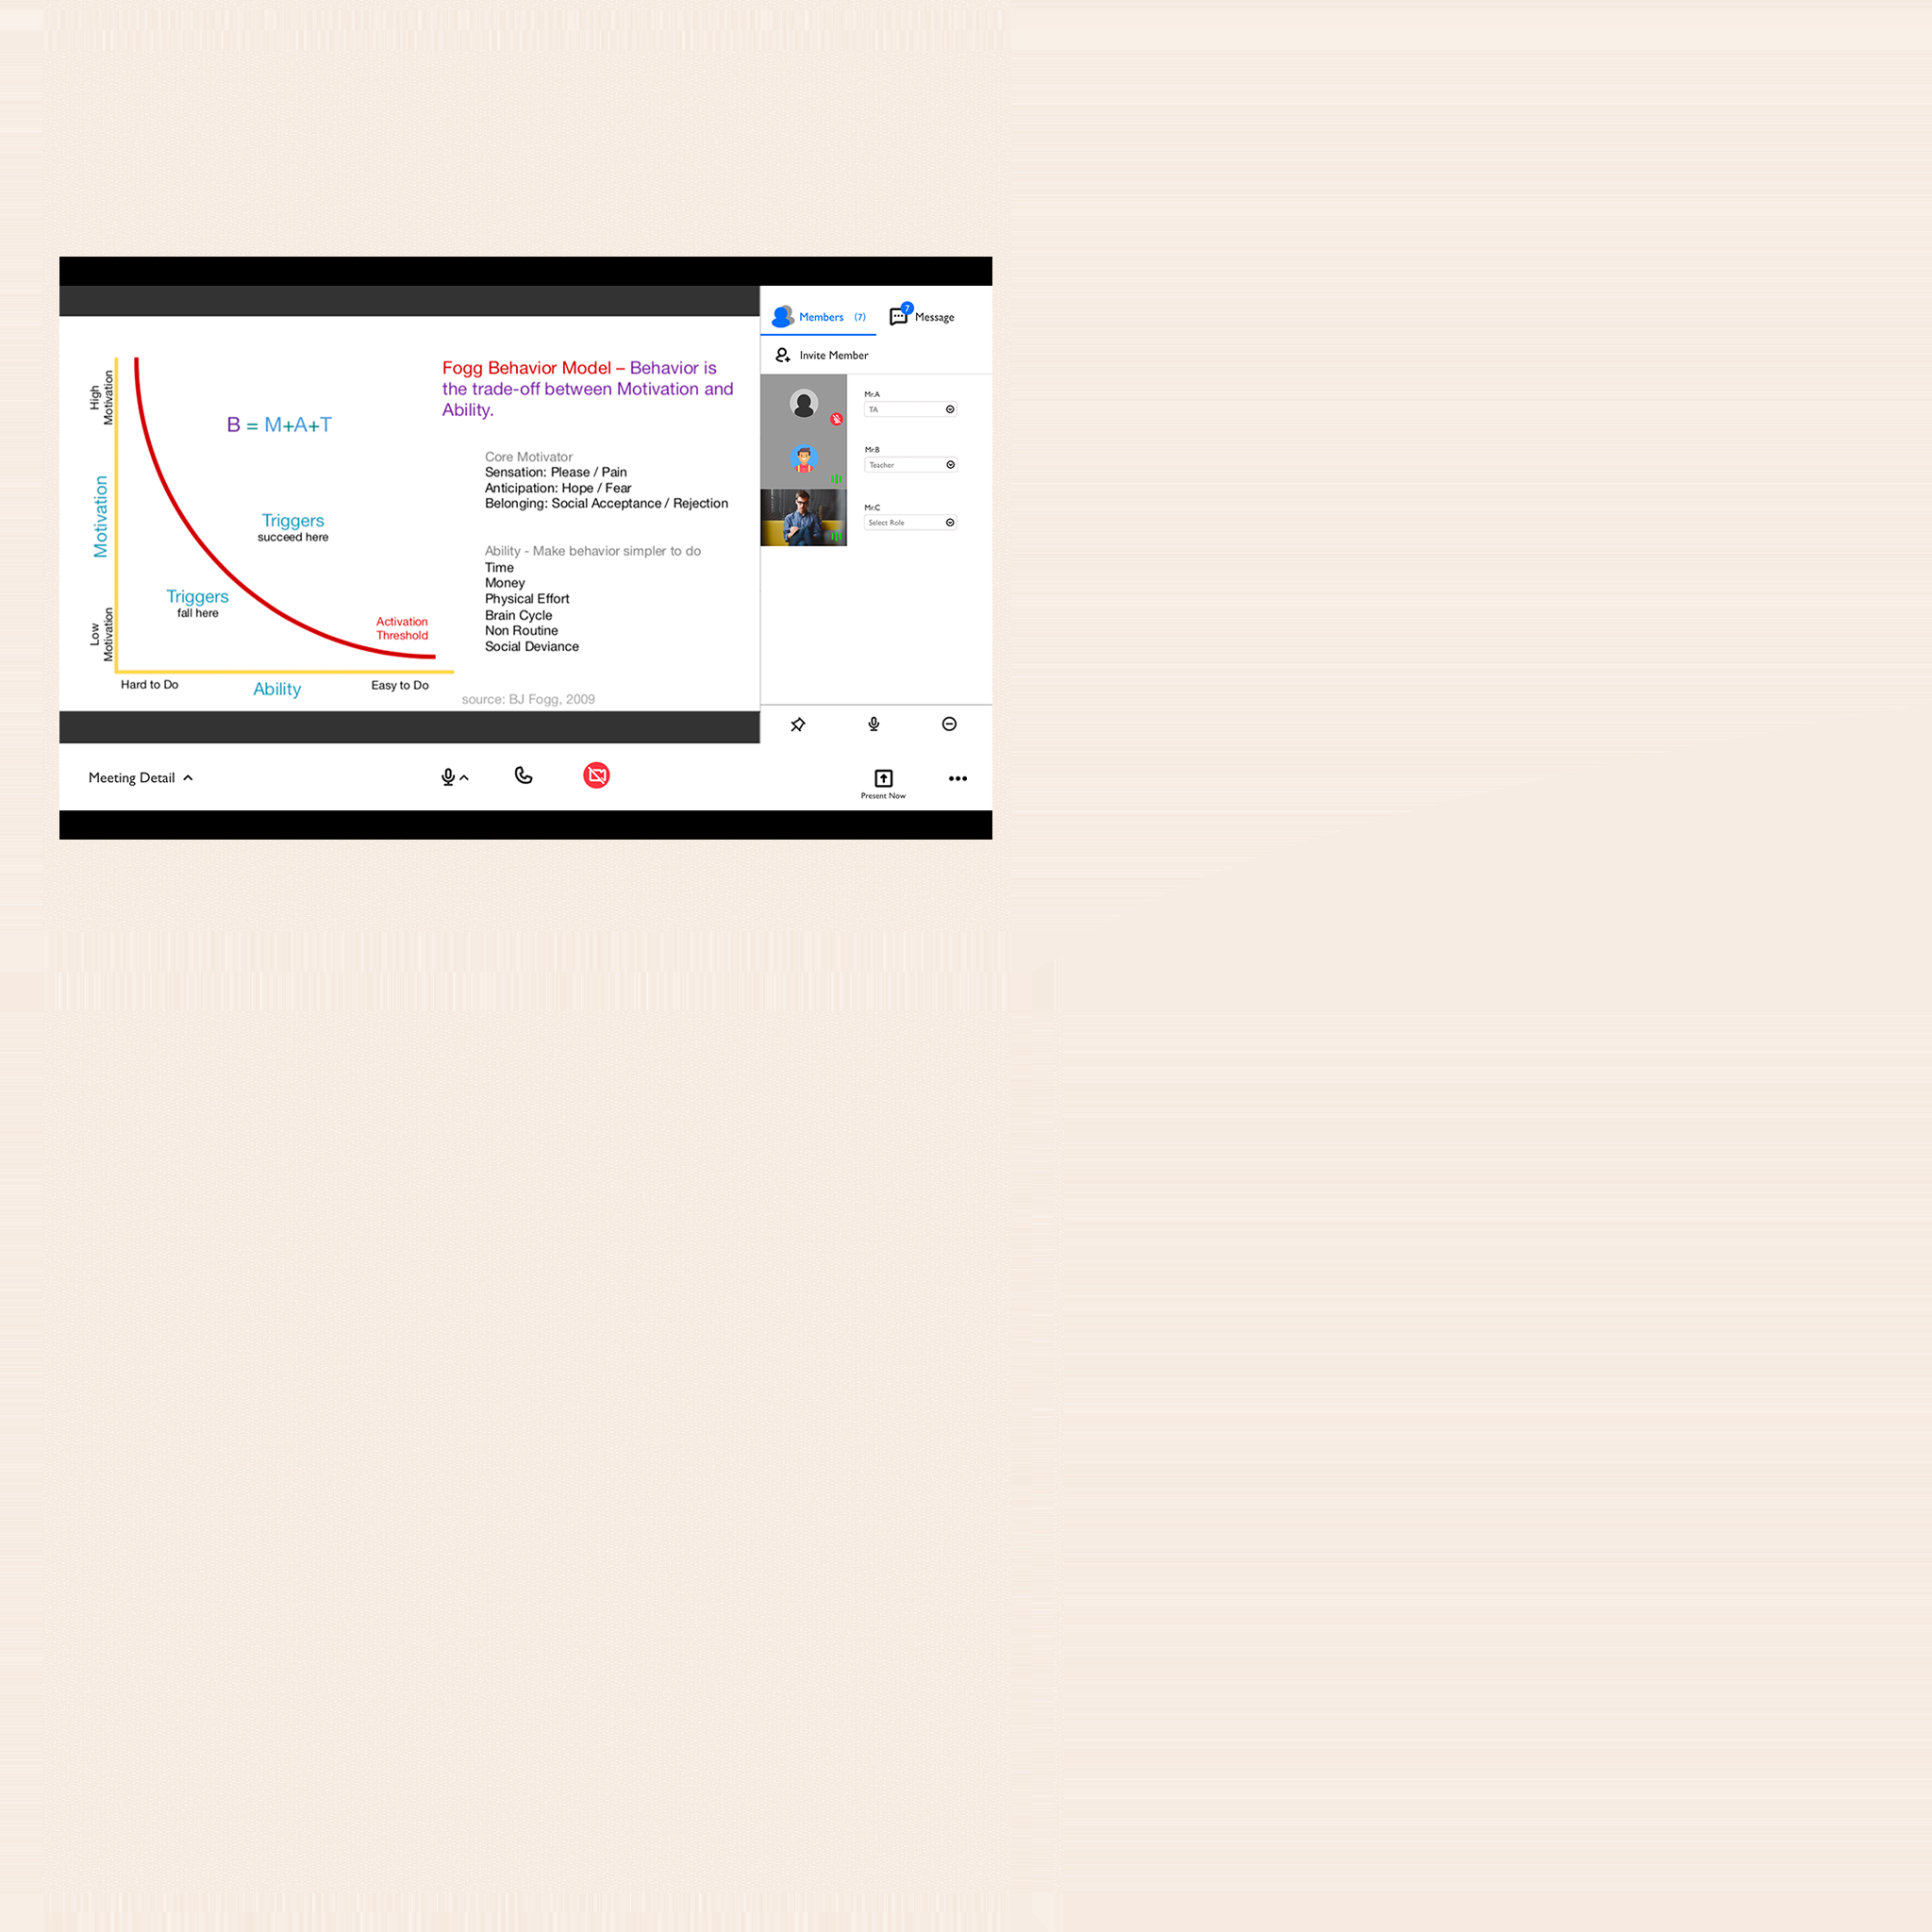 High
Motivation
Motivation
Low
Motivation
B = M+A+T
Triggers
succeed here
Triggers
fall here
Activation
Threshold
Hard to Do
Ability
Easy to Do
Fogg Behavior Model – Behavior is
the trade-off between Motivation and
Ability.
Core Motivator
Sensation: Please / Pain
Anticipation: Hope / Fear
Belonging: Social Acceptance / Rejection
Ability - Make behavior simpler to do
Time
Money
Physical Effort
Brain Cycle
Non Routine
Social Deviance
source: BJ Fogg, 2009
Members (7)
7
Message
Invite Member
Mr.A
TA
Mr.B
Teacher
Mr.C
Select Role
Meeting Detail
Present Now